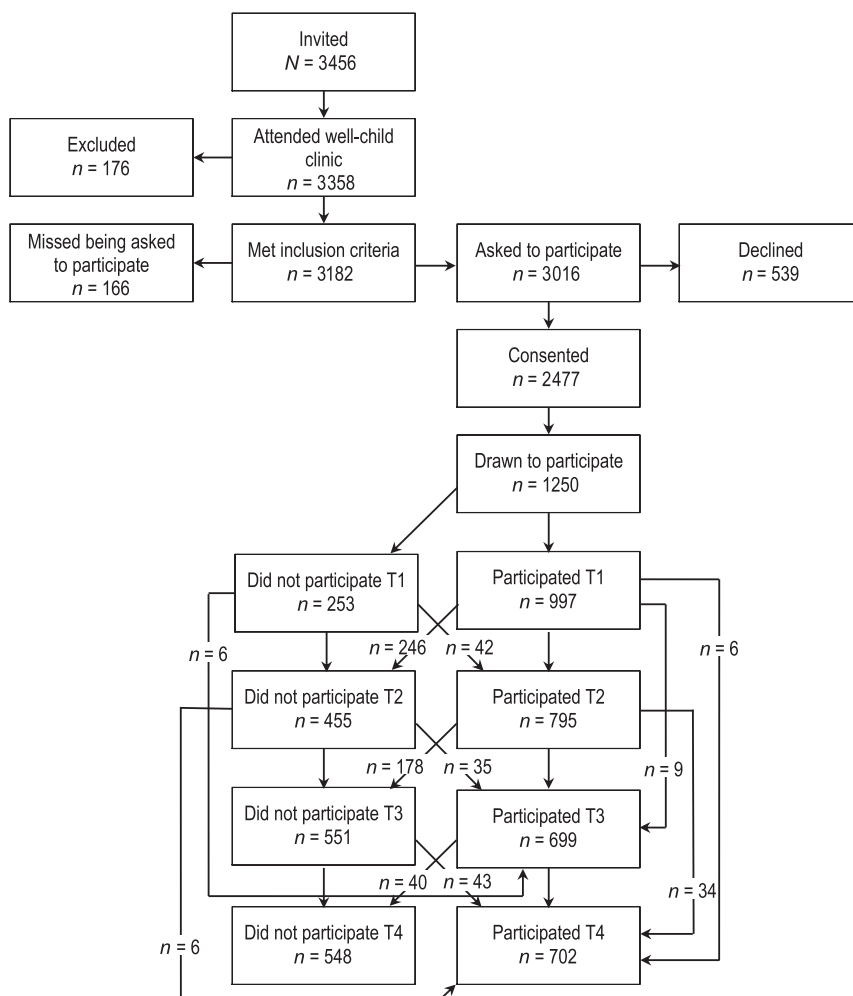 Invited
N = 3456
Excluded
n = 176
Attended well-child
clinic
n = 3358
Missed being asked
to participate
n = 166
Met inclusion criteria
n = 3182
Asked to participate
n = 3016
Declined
n = 539
Consented
n = 2477
Drawn to participate
n = 1250
Did not participate T1
n = 253
Participated T1
n = 997
n = 6
n = 246
n = 42
n = 6
Did not participate T2
n = 455
Participated T2
n = 795
n = 178
n = 35
n = 9
Did not participate T3
n = 551
Participated T3
n = 699
n = 40
n = 43
n = 34
Did not participate T4
n = 548
Participated T4
n = 702
n = 6